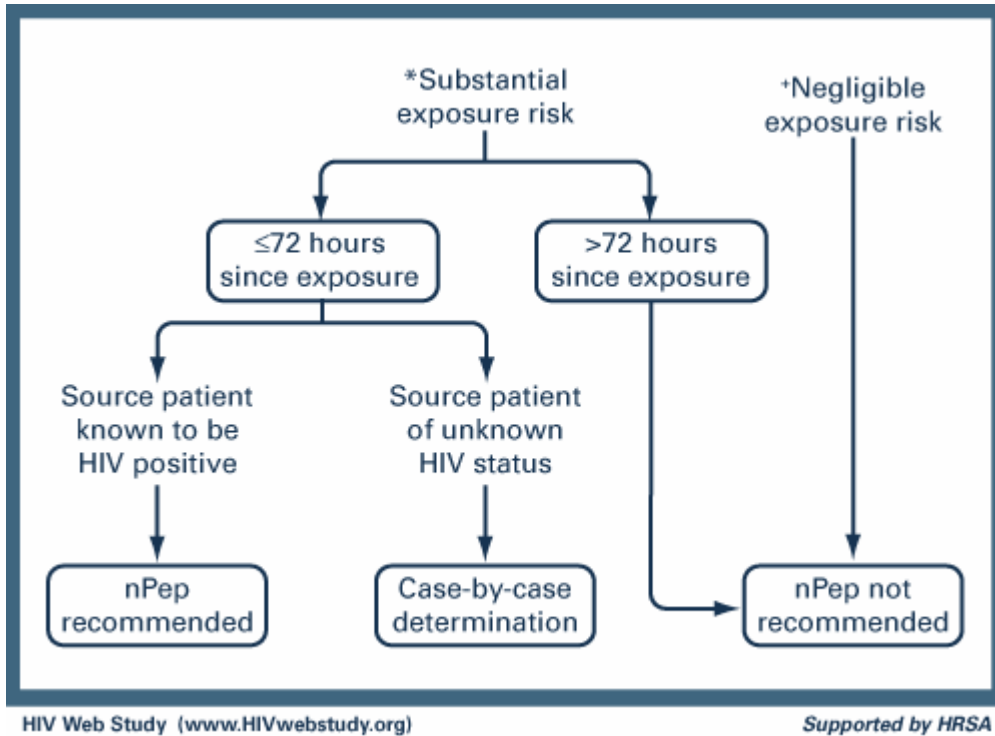 *Substantial
exposure risk
+Negligible
exposure risk
≤72 hours
since exposure
>72 hours
since exposure
Source patient
known to be
HIV positive
Source patient
of unknown
HIV status
nPep
recommended
Case-by-case
determination
nPep not
recommended
HIV Web Study (www.HIVwebstudy.org)
Supported by HRSA